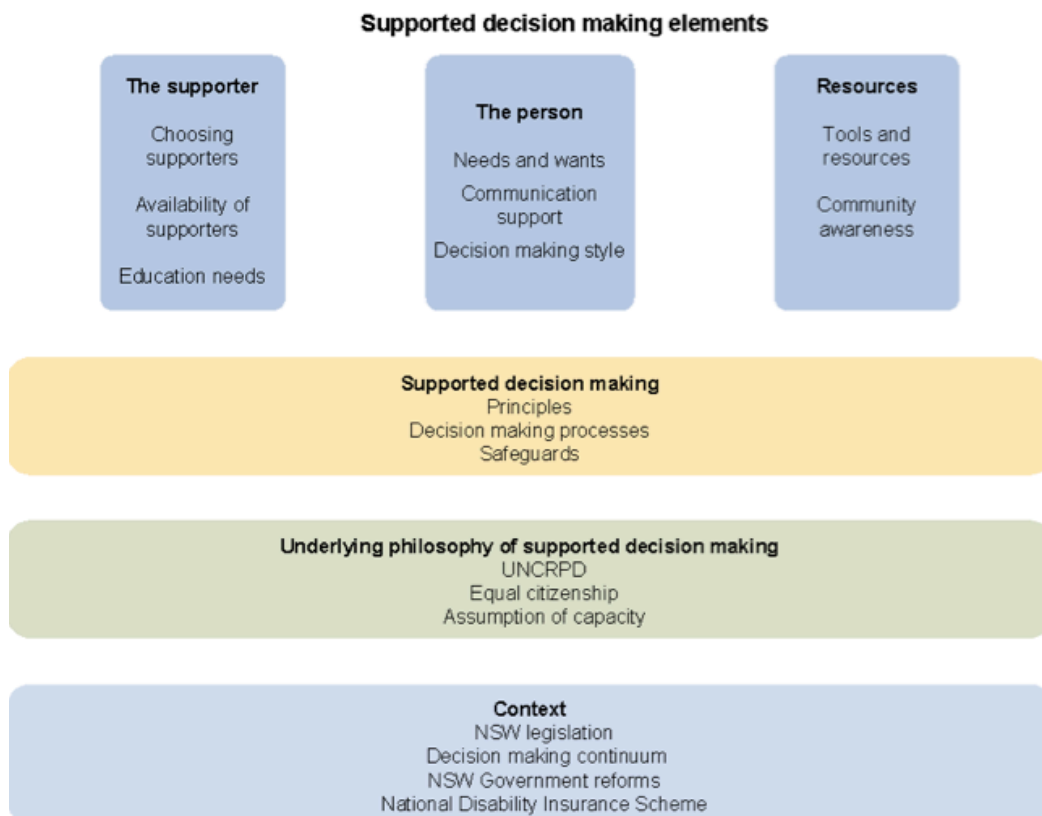 Supported decision making elements
The supporter
Choosing
supporters
Availability of
supporters
Education needs
The person
Needs and wants
Communication
support
Decision making style
Resources
Tools and
resources
Community
awareness
Supported decision making
Principles
Decision making processes
Safeguards
Underlying philosophy of supported decision making
UNCRPD
Equal citizenship
Assumption of capacity
Context
NSW legislation
Decision making continuum
NSW Government reforms
National Disability Insurance Scheme